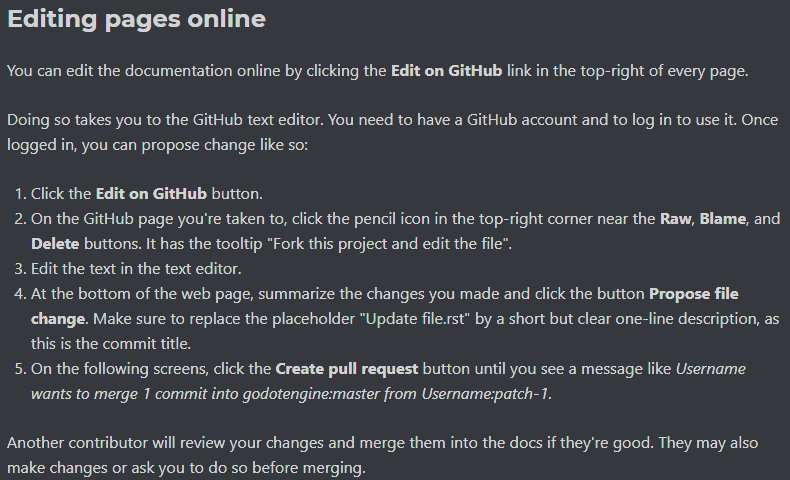 Editing pages online
You can edit the documentation online by clicking the Edit on GitHub link in the top-right of every page.
Doing so takes you to the GitHub text editor. You need to have a GitHub account and to log in to use it. Once
logged in, you can propose change like so:
1. Click the Edit on GitHub button.
2. On the GitHub page you're taken to, click the pencil icon in the top-right corner near the Raw, Blame, and
Delete buttons. It has the tooltip "Fork this project and edit the file".
3. Edit the text in the text editor.
4. At the bottom of the web page, summarize the changes you made and click the button Propose file
change. Make sure to replace the placeholder "Update file.rst" by a short but clear one-line description, as
this is the commit title.
5. On the following screens, click the Create pull request button until you see a message like Username
wants to merge 1 commit into godotengine:master from Username:patch-1.
Another contributor will review your changes and merge them into the docs if they're good. They may also
make changes or ask you to do so before merging.